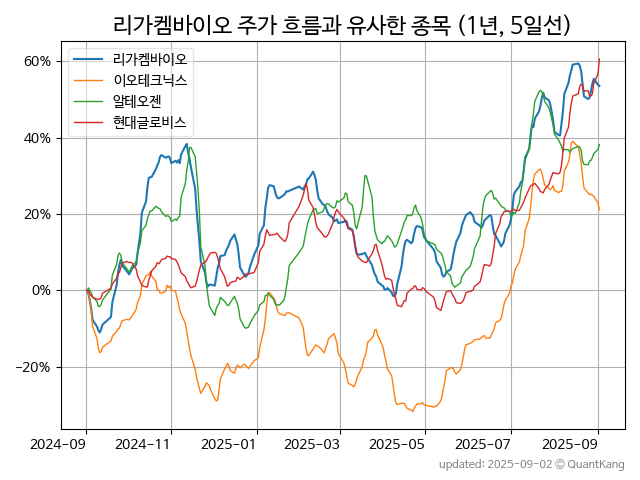 리가켐바이오 주가 흐름과 유사한 종목 (1년, 5일선)
리가켐바이오
이오테크닉스
알테오젠
현대글로비스
60%
40%
20%
0%
−20%
2024-09 2024-11 2025-01 2025-03 2025-05 2025-07 2025-09
updated: 2025-09-02 © QuantKang